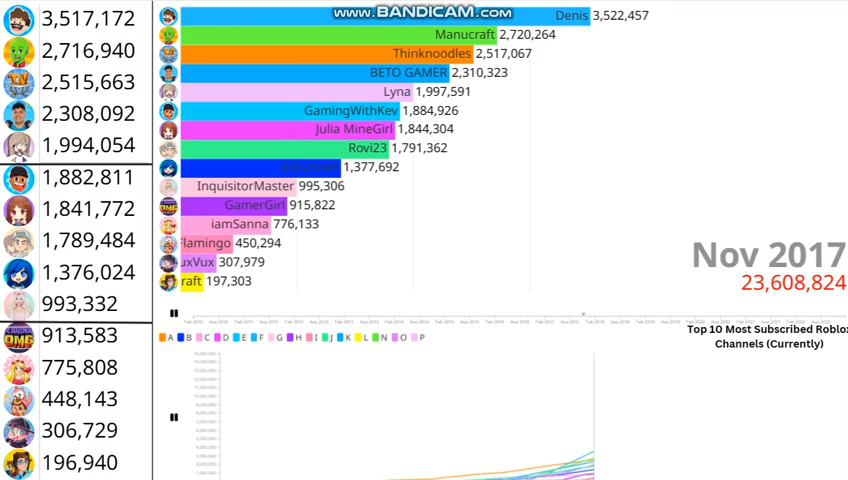 www.BANDICAM.com
3,517,172
2,716,940
2,515,663
2,308,092
1,994,054
1,882,811
1,841,772
1,789,484
1,376,024
993,332
913,583
775,808
448,143
306,729
196,940
Denis 3,522,457
Manucraft 2,720,264
Thinknoodles 2,517,067
BETO GAMER 2,310,323
Lyna 1,997,591
GamingWithKev 1,884,926
Julia MineGirl 1,844,304
Rovi23 1,791,362
1,377,692
InquisitorMaster 995,306
GamerGirl 915,822
iamSanna 776,133
Flamingo 450,294
uxVux 307,979
raft 197,303
Nov 2017
23,608,824
Top 10 Most Subscribed Roblox
Channels (Currently)
A B C D E F G H I J K L N O P